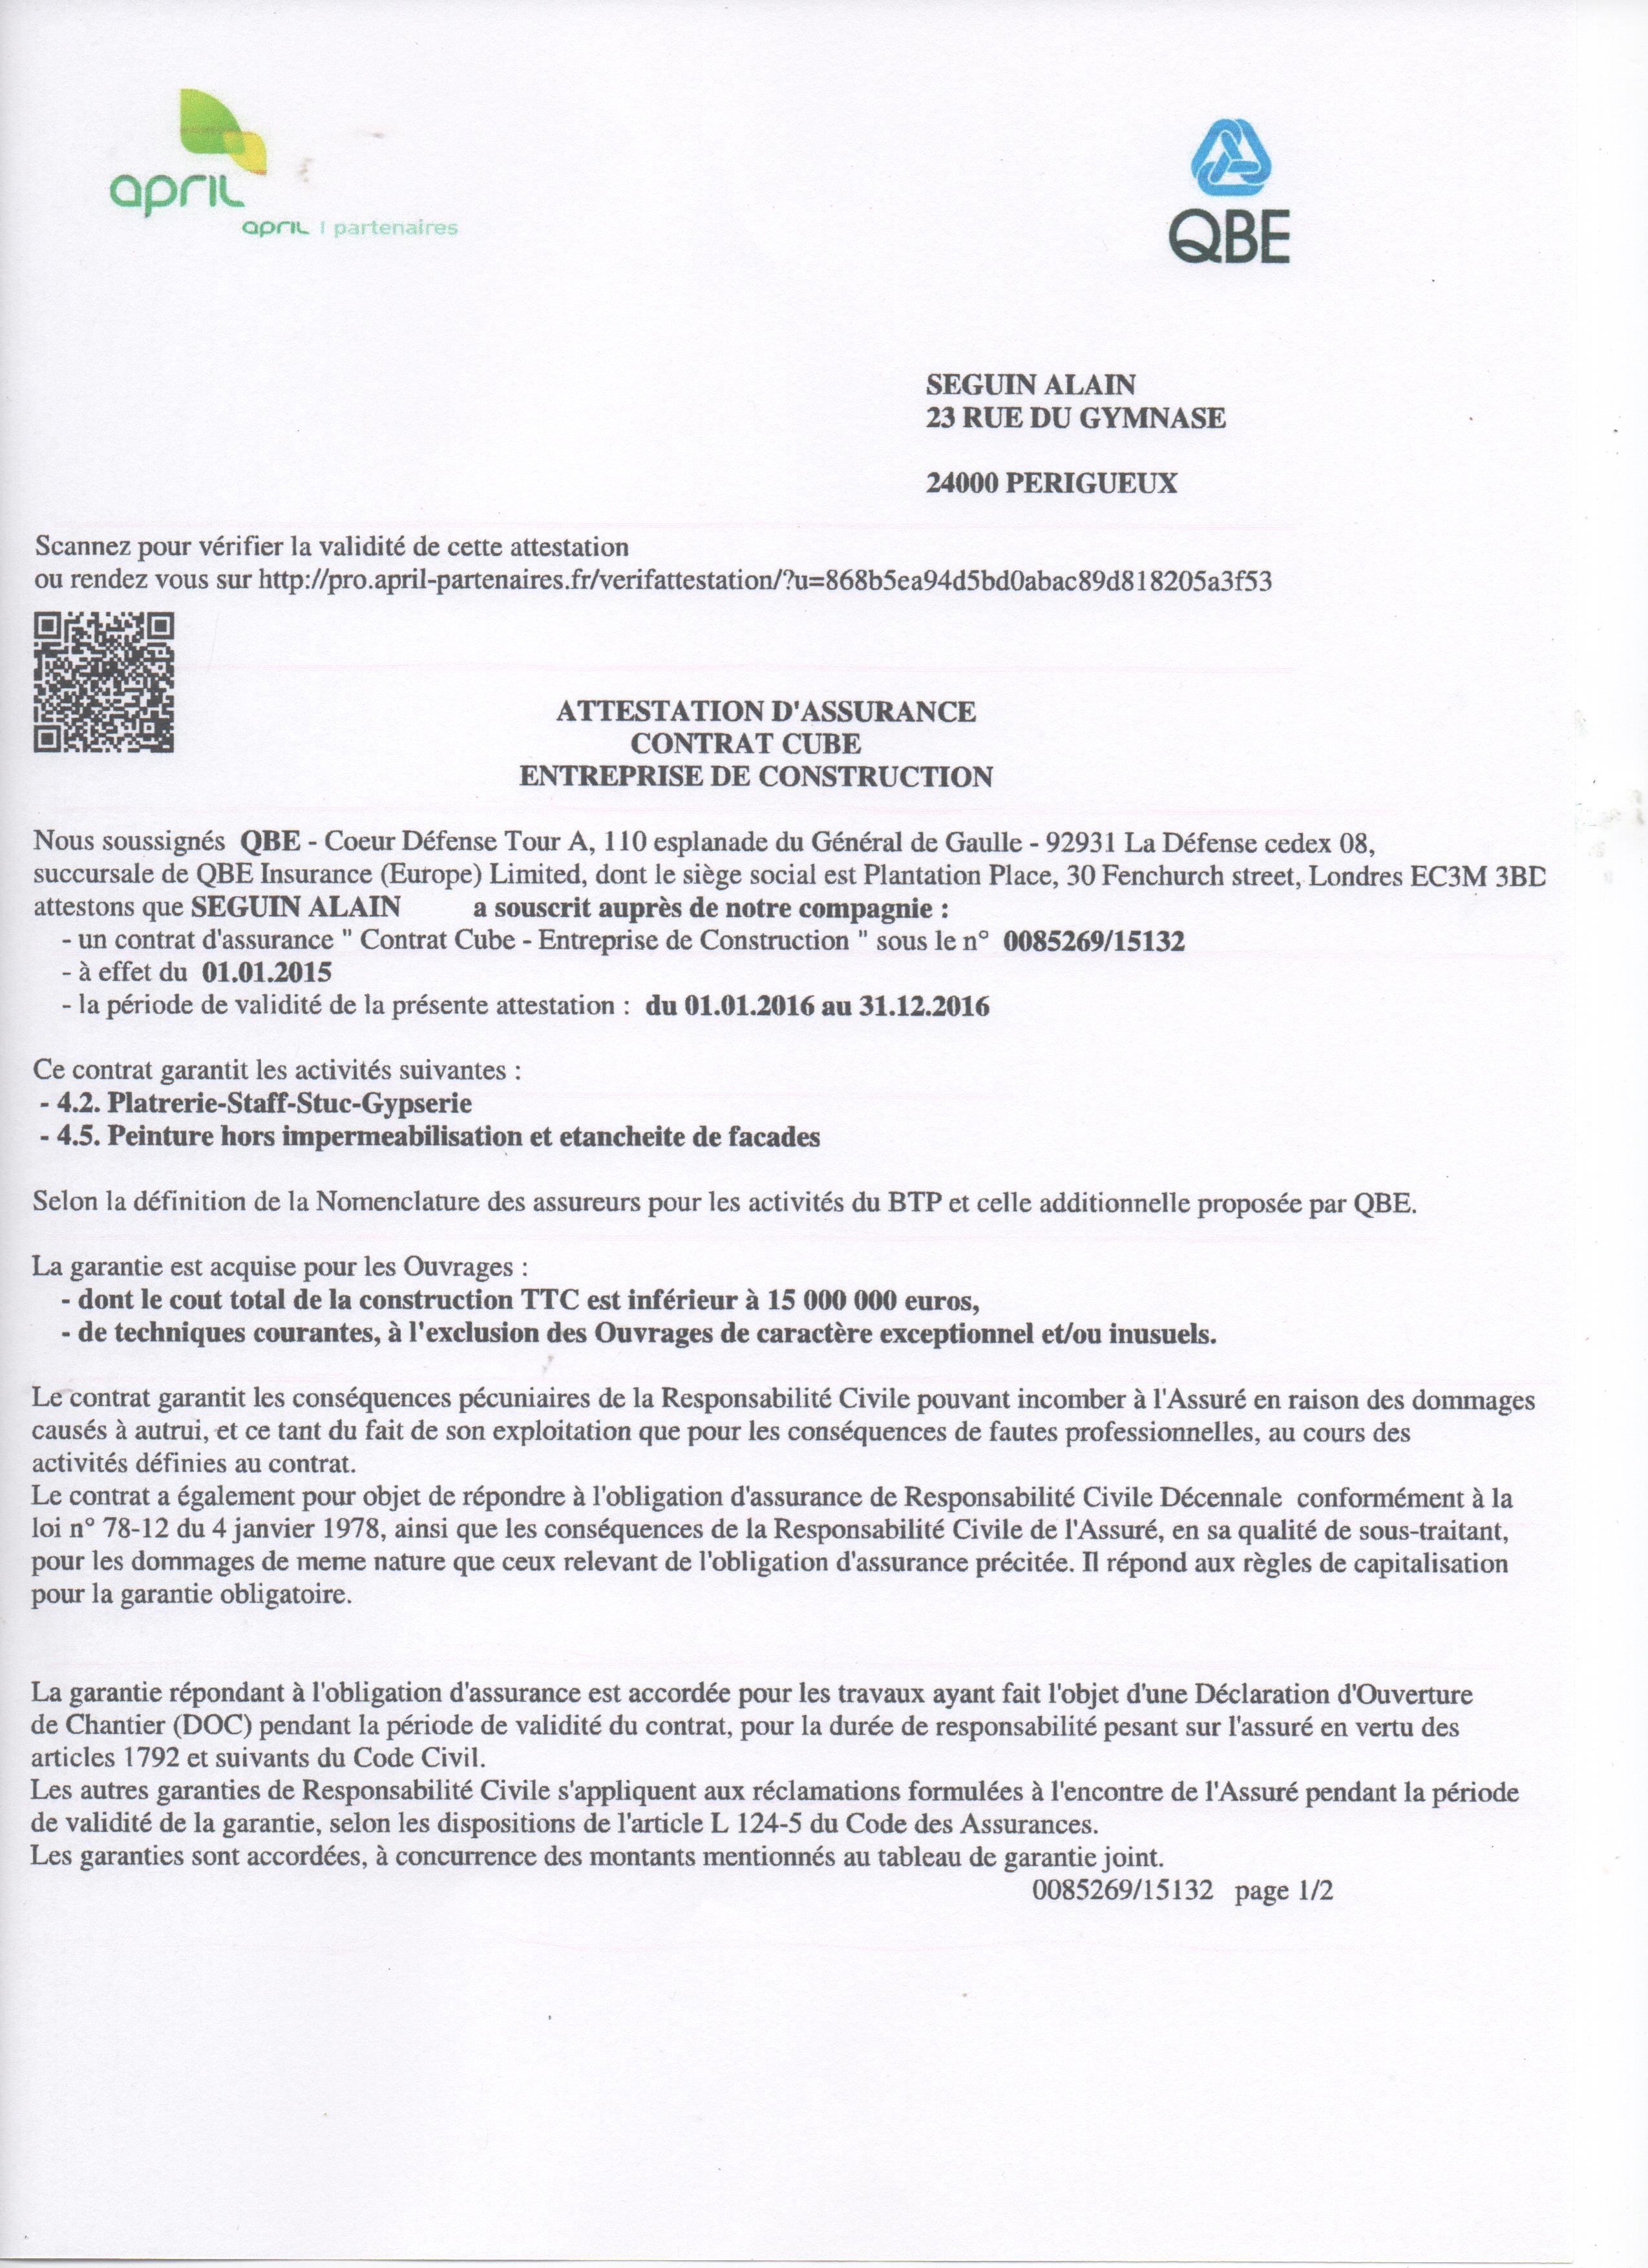 april
april | partenaires
QBE
SEGUIN ALAIN
23 RUE DU GYMNASE
24000 PERIGUEUX
Scannez pour vérifier la validité de cette attestation
ou rendez vous sur http://pro.april-partenaires.fr/verifattestation/?u=868b5ea94d5bd0abac89d818205a3f53
ATTESTATION D'ASSURANCE
CONTRAT CUBE
ENTREPRISE DE CONSTRUCTION
Nous soussignés QBE - Coeur Défense Tour A, 110 esplanade du Général de Gaulle - 92931 La Défense cedex 08,
succursale de QBE Insurance (Europe) Limited, dont le siège social est Plantation Place, 30 Fenchurch street, Londres EC3M 3BD
attestons que SEGUIN ALAIN a souscrit auprès de notre compagnie :
- un contrat d'assurance " Contrat Cube - Entreprise de Construction " sous le n° 0085269/15132
- à effet du 01.01.2015
- la période de validité de la présente attestation : du 01.01.2016 au 31.12.2016
Ce contrat garantit les activités suivantes :
- 4.2. Platrerie-Staff-Stuc-Gypserie
- 4.5. Peinture hors impermeabilisation et etancheite de facades
Selon la définition de la Nomenclature des assureurs pour les activités du BTP et celle additionnelle proposée par QBE.
La garantie est acquise pour les Ouvrages :
- dont le cout total de la construction TTC est inférieur à 15 000 000 euros,
- de techniques courantes, à l'exclusion des Ouvrages de caractère exceptionnel et/ou inusuels.
Le contrat garantit les conséquences pécuniaires de la Responsabilité Civile pouvant incomber à l'Assuré en raison des dommages
causés à autrui, et ce tant du fait de son exploitation que pour les conséquences de fautes professionnelles, au cours des
activités définies au contrat.
Le contrat a également pour objet de répondre à l'obligation d'assurance de Responsabilité Civile Décennale conformément à la
loi n° 78-12 du 4 janvier 1978, ainsi que les conséquences de la Responsabilité Civile de l'Assuré, en sa qualité de sous-traitant,
pour les dommages de meme nature que ceux relevant de l'obligation d'assurance précitée. Il répond aux règles de capitalisation
pour la garantie obligatoire.
La garantie répondant à l'obligation d'assurance est accordée pour les travaux ayant fait l'objet d'une Déclaration d'Ouverture
de Chantier (DOC) pendant la période de validité du contrat, pour la durée de responsabilité pesant sur l'assuré en vertu des
articles 1792 et suivants du Code Civil.
Les autres garanties de Responsabilité Civile s'appliquent aux réclamations formulées à l'encontre de l'Assuré pendant la période
de validité de la garantie, selon les dispositions de l'article L 124-5 du Code des Assurances.
Les garanties sont accordées, à concurrence des montants mentionnés au tableau de garantie joint.
0085269/15132 page 1/2